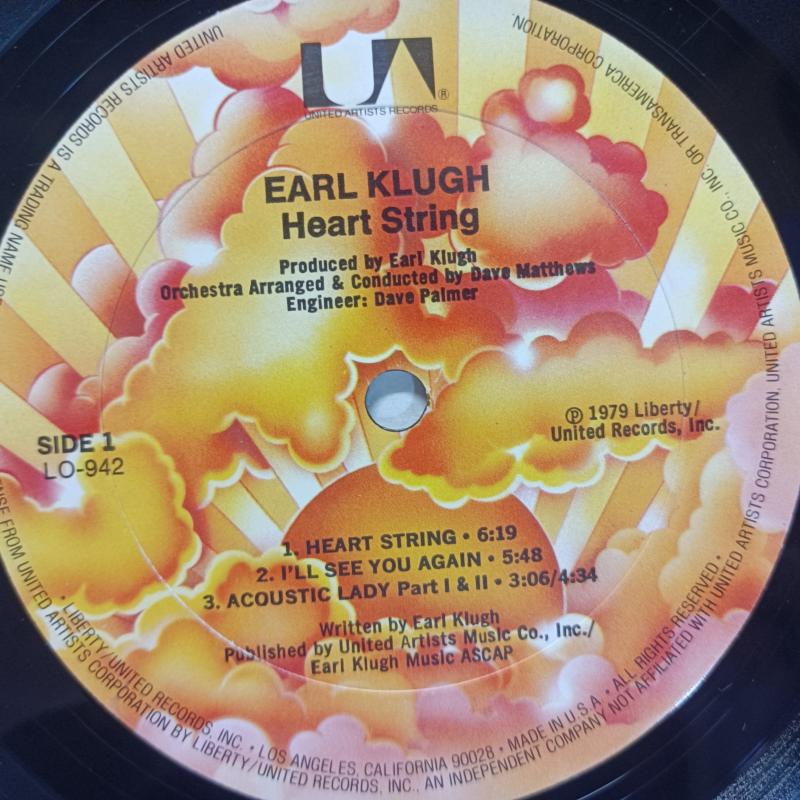 UA®
UNITED ARTISTS RECORDS
EARL KLUGH
Heart String
Produced by Earl Klugh
Orchestra Arranged & Conducted by Dave Matthews
Engineer: Dave Palmer
SIDE 1
LO-942
℗ 1979 Liberty/
United Records, Inc.
1. HEART STRING • 6:19
2. I'LL SEE YOU AGAIN • 5:48
3. ACOUSTIC LADY Part I & II • 3:06/4:34
Written by Earl Klugh
Published by United Artists Music Co., Inc./
Earl Klugh Music ASCAP
• LIBERTY/UNITED RECORDS, INC. • LOS ANGELES, CALIFORNIA 90028 • MADE IN U.S.A. • ALL RIGHTS RESERVED •
UNITED ARTISTS RECORDS IS A TRADING NAME
FROM UNITED ARTISTS CORPORATION BY LIBERTY/UNITED RECORDS, INC., AN INDEPENDENT COMPANY NOT AFFILIATED WITH UNITED ARTISTS CORPORATION, UNITED ARTISTS MUSIC CO., INC. OR TRANSAMERICA CORPORATION.